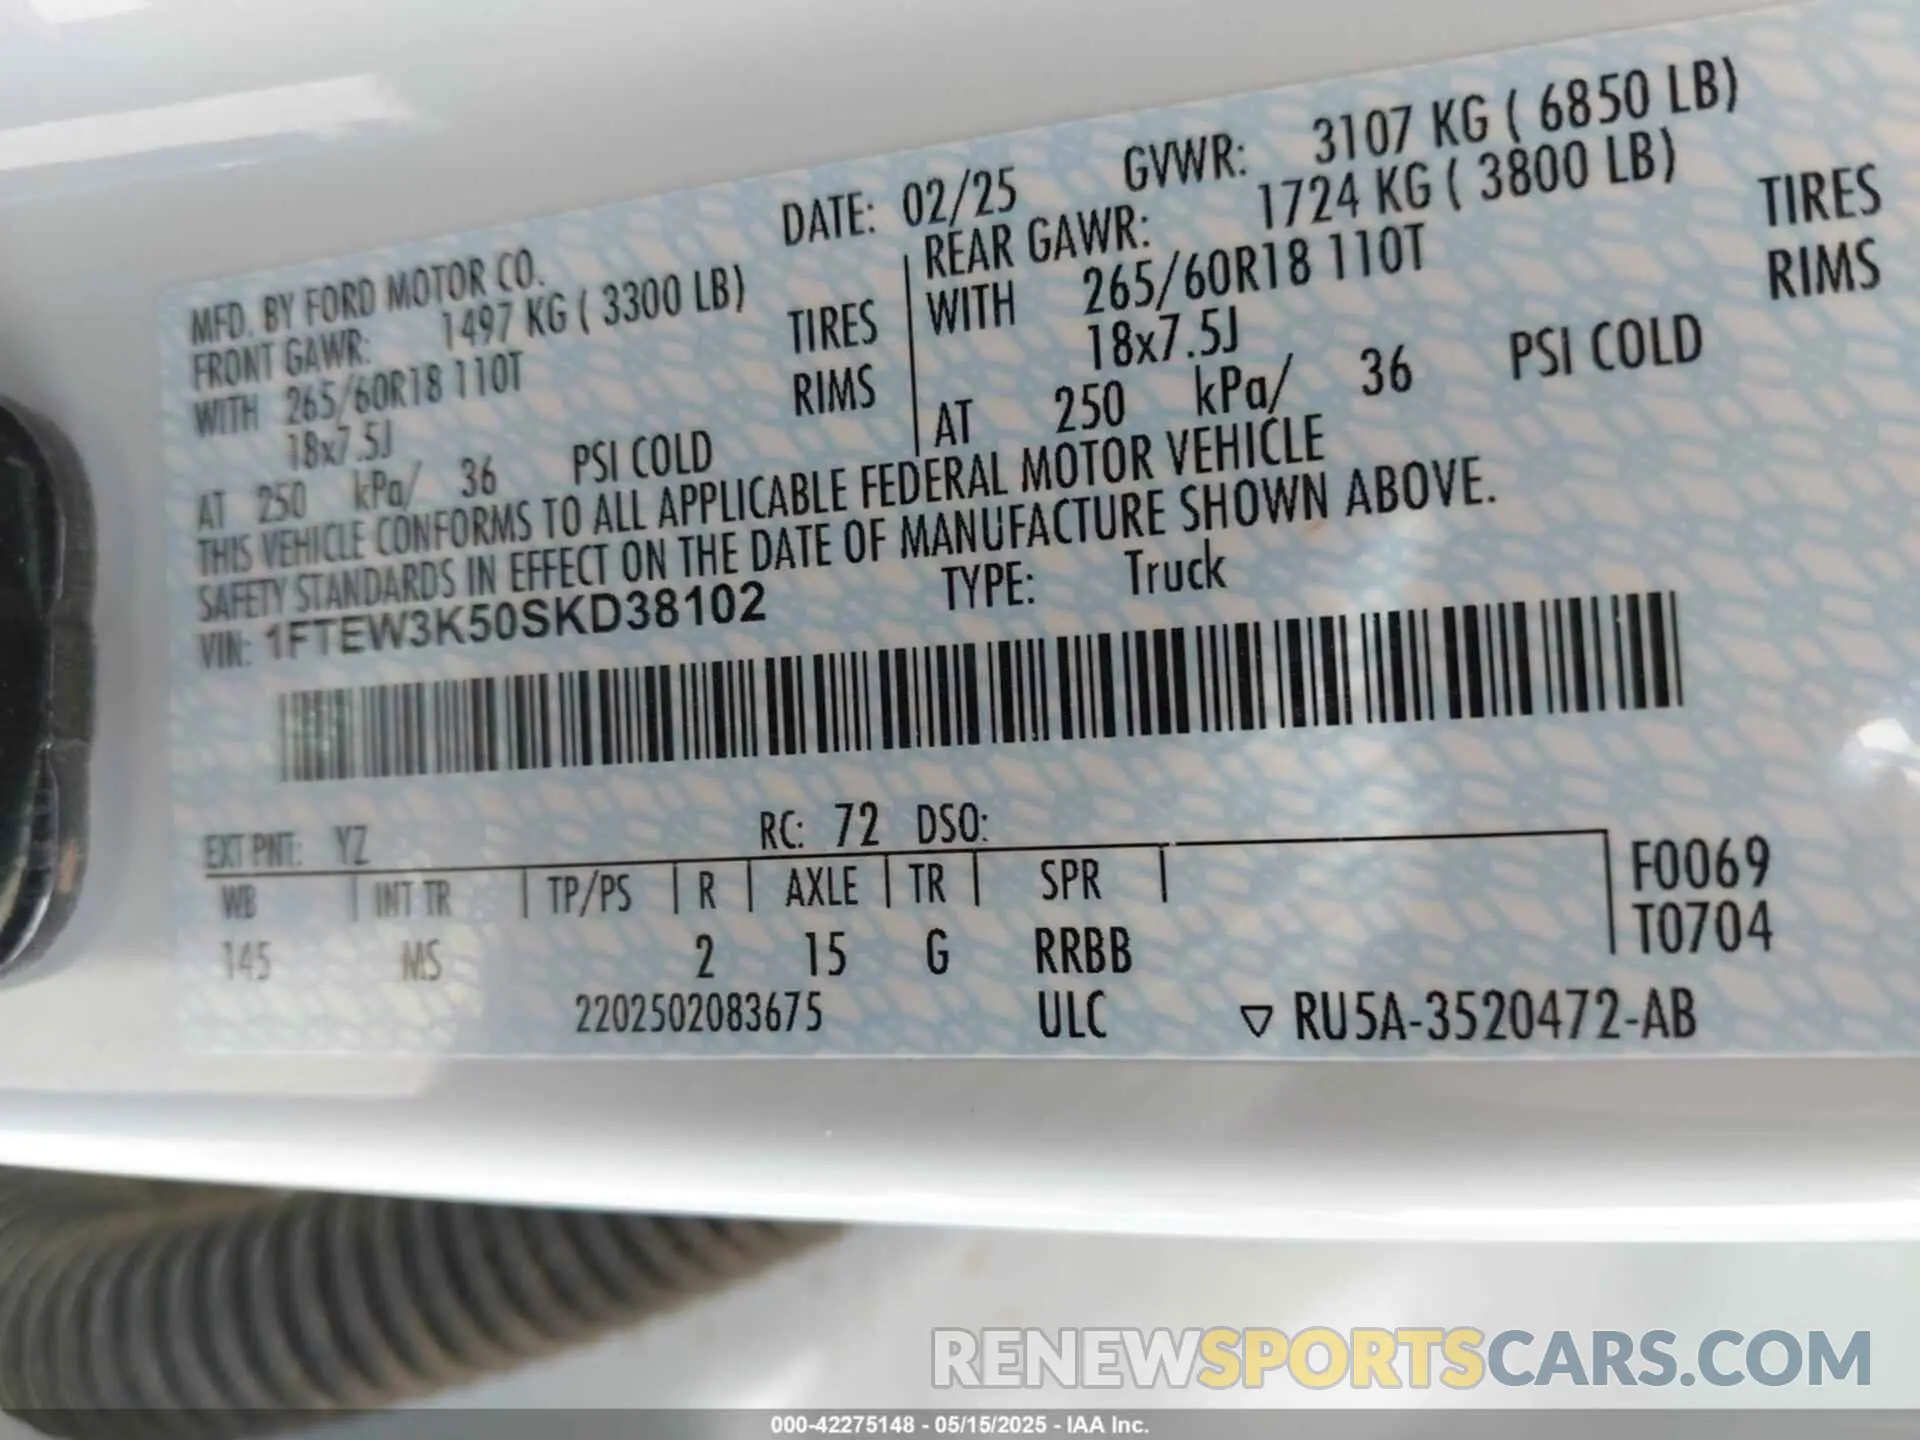 MFD. BY FORD MOTOR CO.
DATE: 02/25
GVWR: 3107 KG ( 6850 LB)
FRONT GAWR: 1497 KG ( 3300 LB)
WITH 265/60R18 110T TIRES
18x7.5J RIMS
AT 250 kPa/ 36 PSI COLD
REAR GAWR: 1724 KG ( 3800 LB)
WITH 265/60R18 110T TIRES
18x7.5J RIMS
AT 250 kPa/ 36 PSI COLD
THIS VEHICLE CONFORMS TO ALL APPLICABLE FEDERAL MOTOR VEHICLE
SAFETY STANDARDS IN EFFECT ON THE DATE OF MANUFACTURE SHOWN ABOVE.
VIN: 1FTEW3K50SKD38102 TYPE: Truck
EXT PNT: YZ RC: 72 DSO:
WB INT TR TP/PS R AXLE TR SPR
145 MS 2 15 G RRBB
F0069
T0704
2202502083675 ULC ▽ RU5A-3520472-AB
RENEWSPORTSCARS.COM
000-42275148 - 05/15/2025 - IAA Inc.